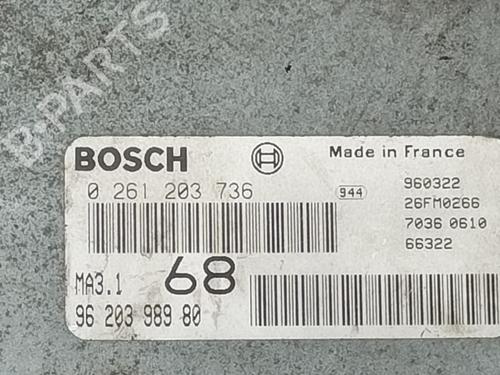 B-PARTS
BOSCH
Made in France
0 261 203 736
944
960322
26FM0266
7036 0610
66322
MA3.1
68
96 203 989 80